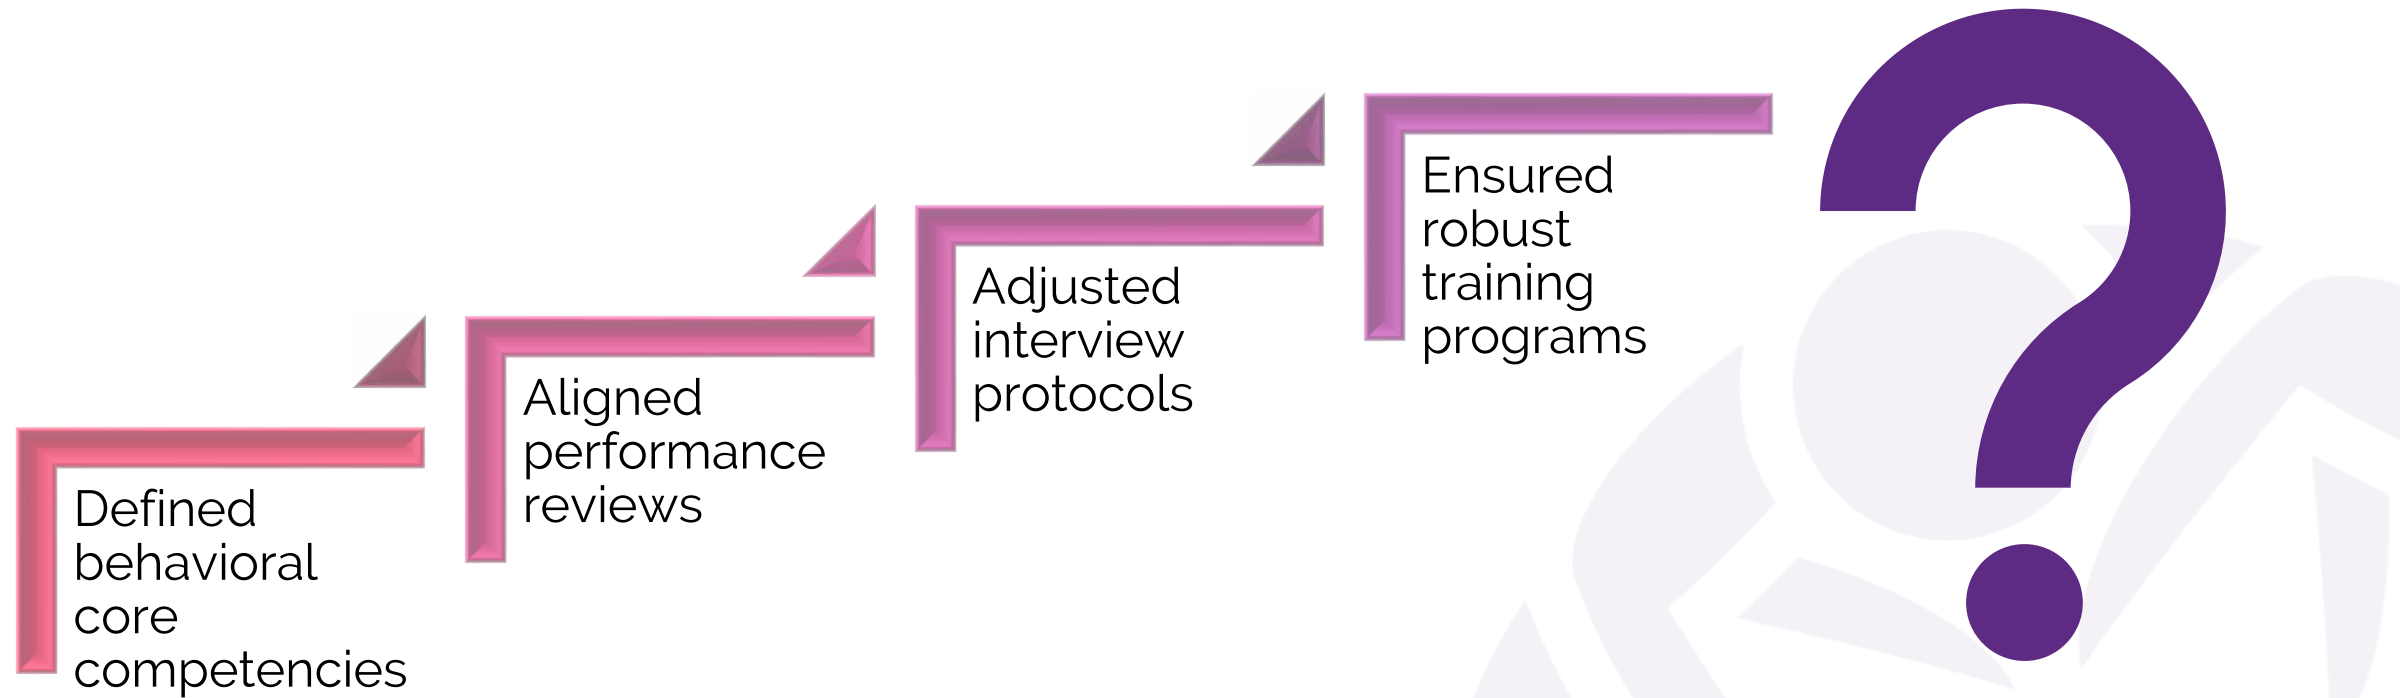 Defined
behavioral
core
competencies
Aligned
performance
reviews
Adjusted
interview
protocols
Ensured
robust
training
programs
?